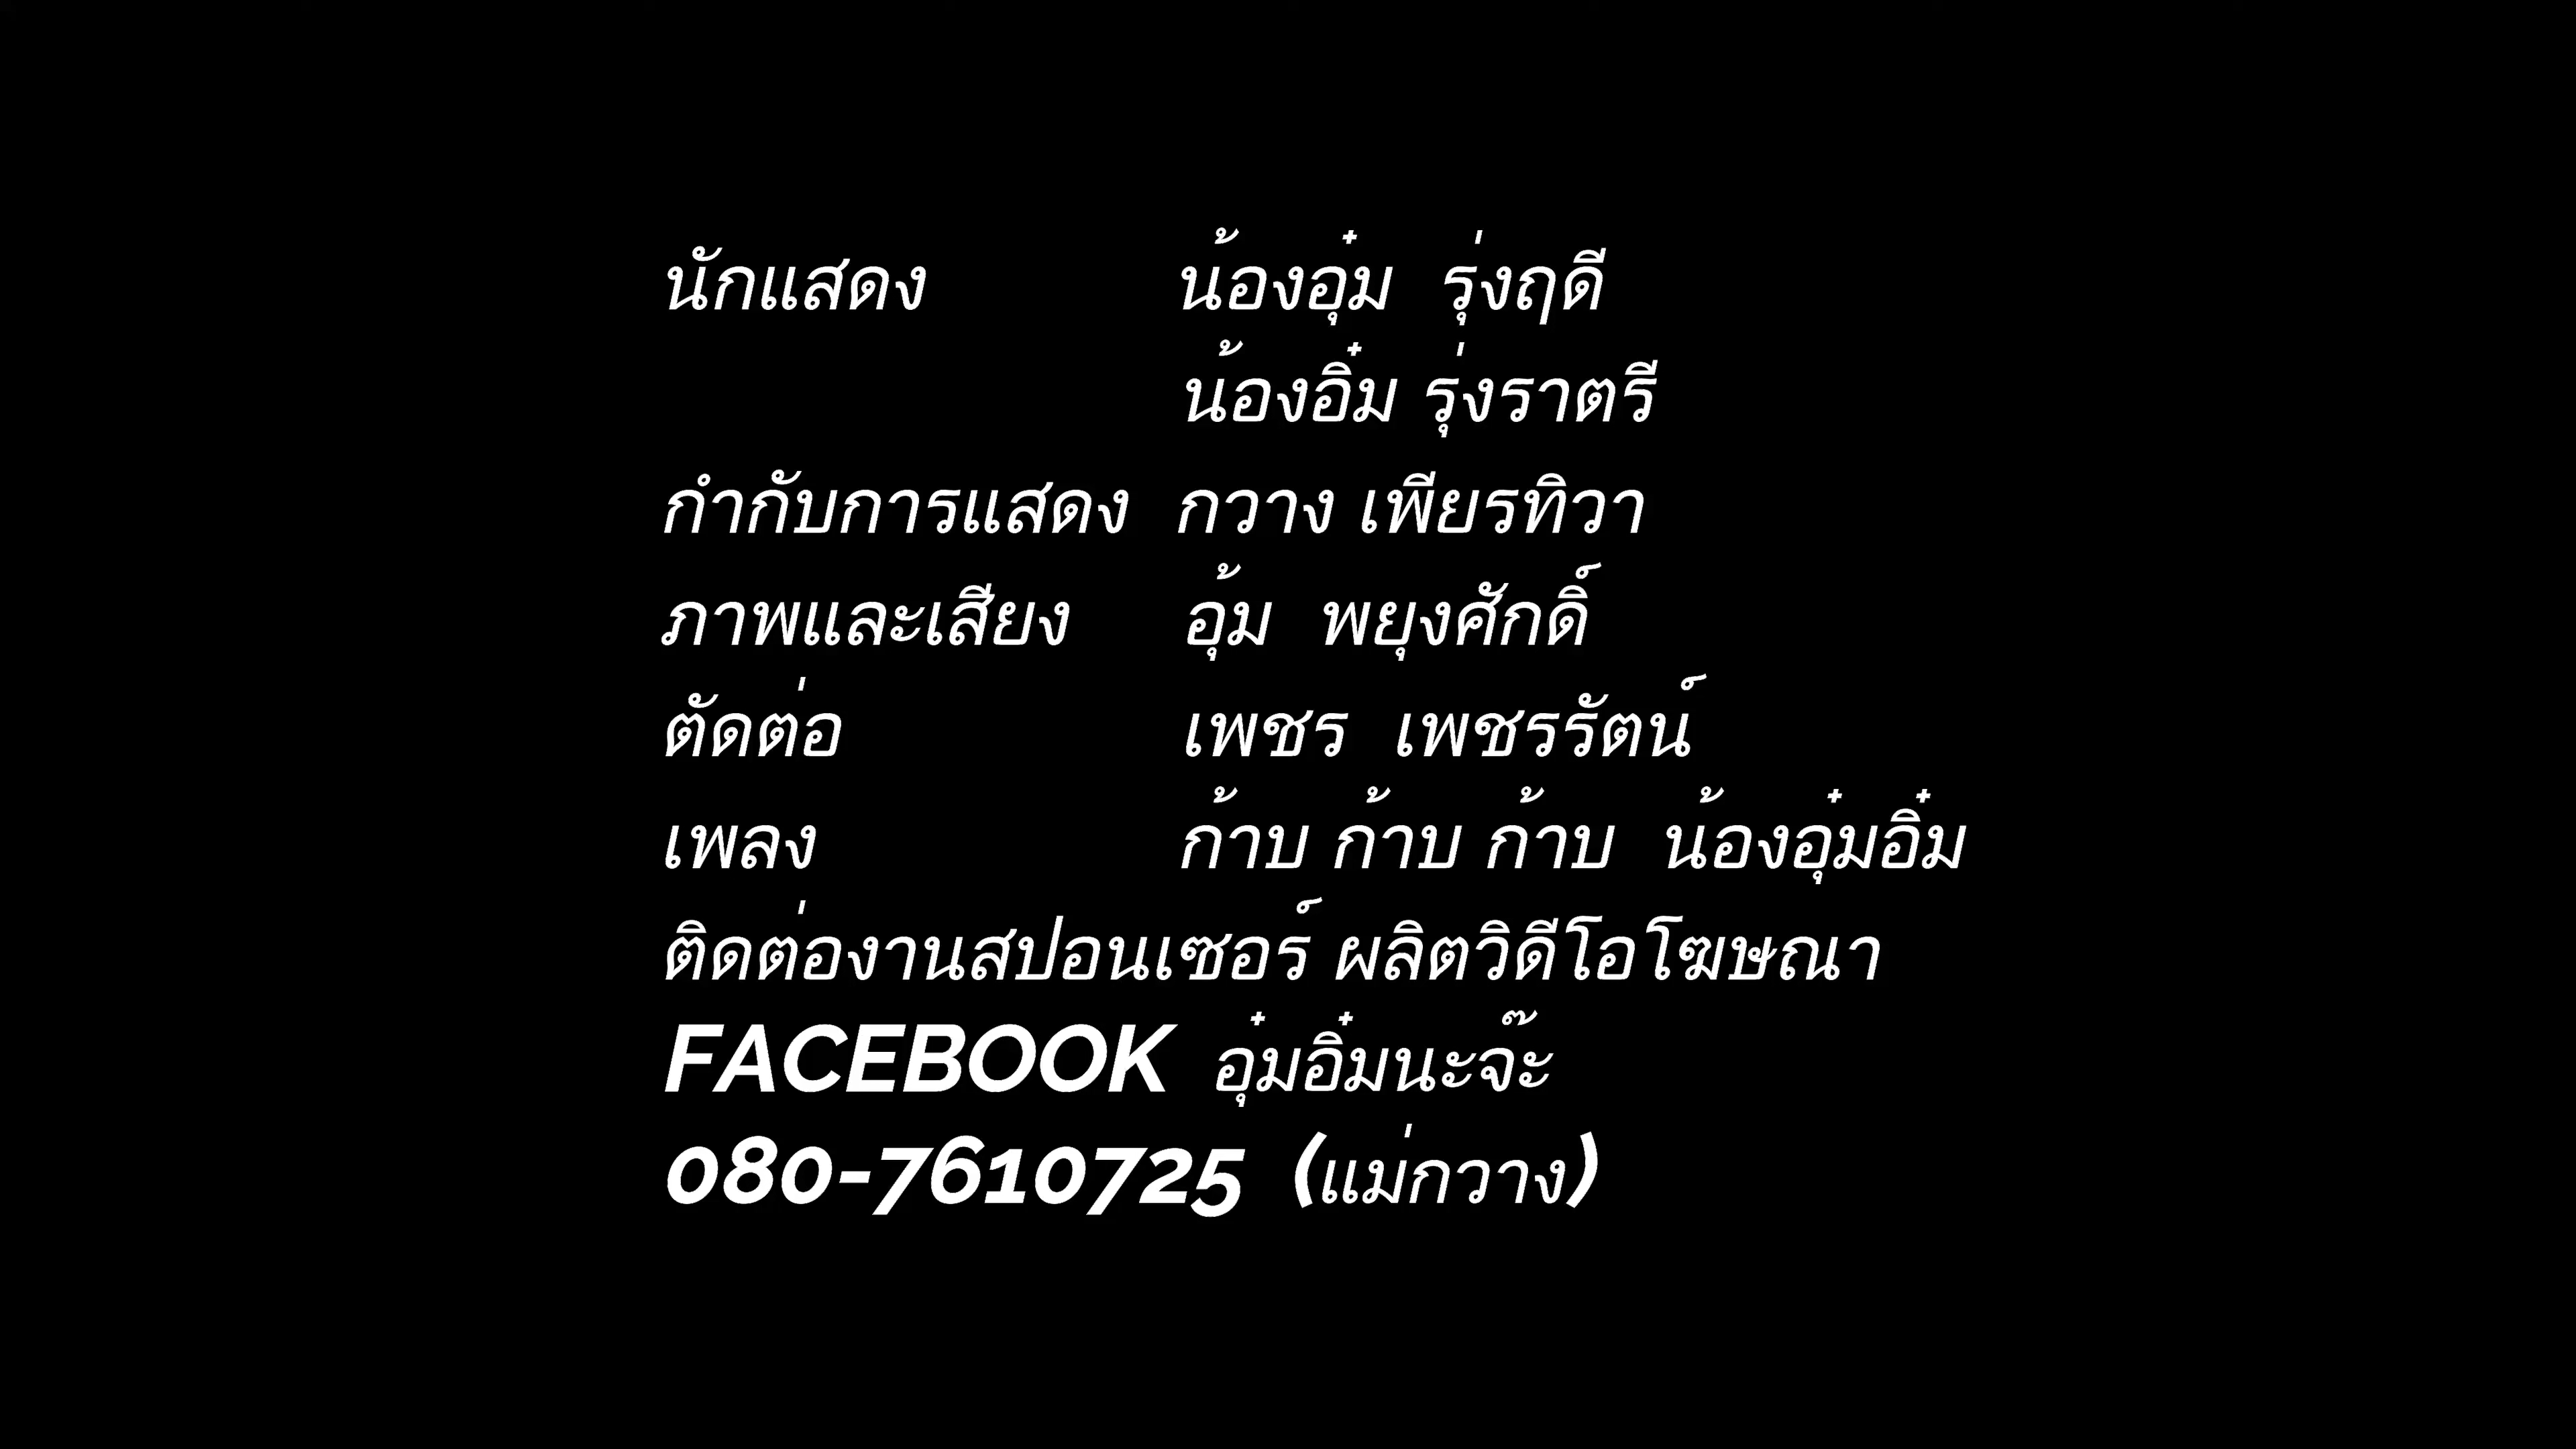 นักแสดง น้องอุ๋ม รุ่งฤดี
น้องอิ๋ม รุ่งราตรี
กำกับการแสดง กวาง เพียรทิวา
ภาพและเสียง อุ้ม พยุงศักดิ์
ตัดต่อ เพชร เพชรรัตน์
เพลง ก้าบ ก้าบ ก้าบ น้องอุ๋มอิ๋ม
ติดต่องานสปอนเซอร์ ผลิตวิดีโอโฆษณา
FACEBOOK อุ๋มอิ๋มนะจ๊ะ
080-7610725 (แม่กวาง)